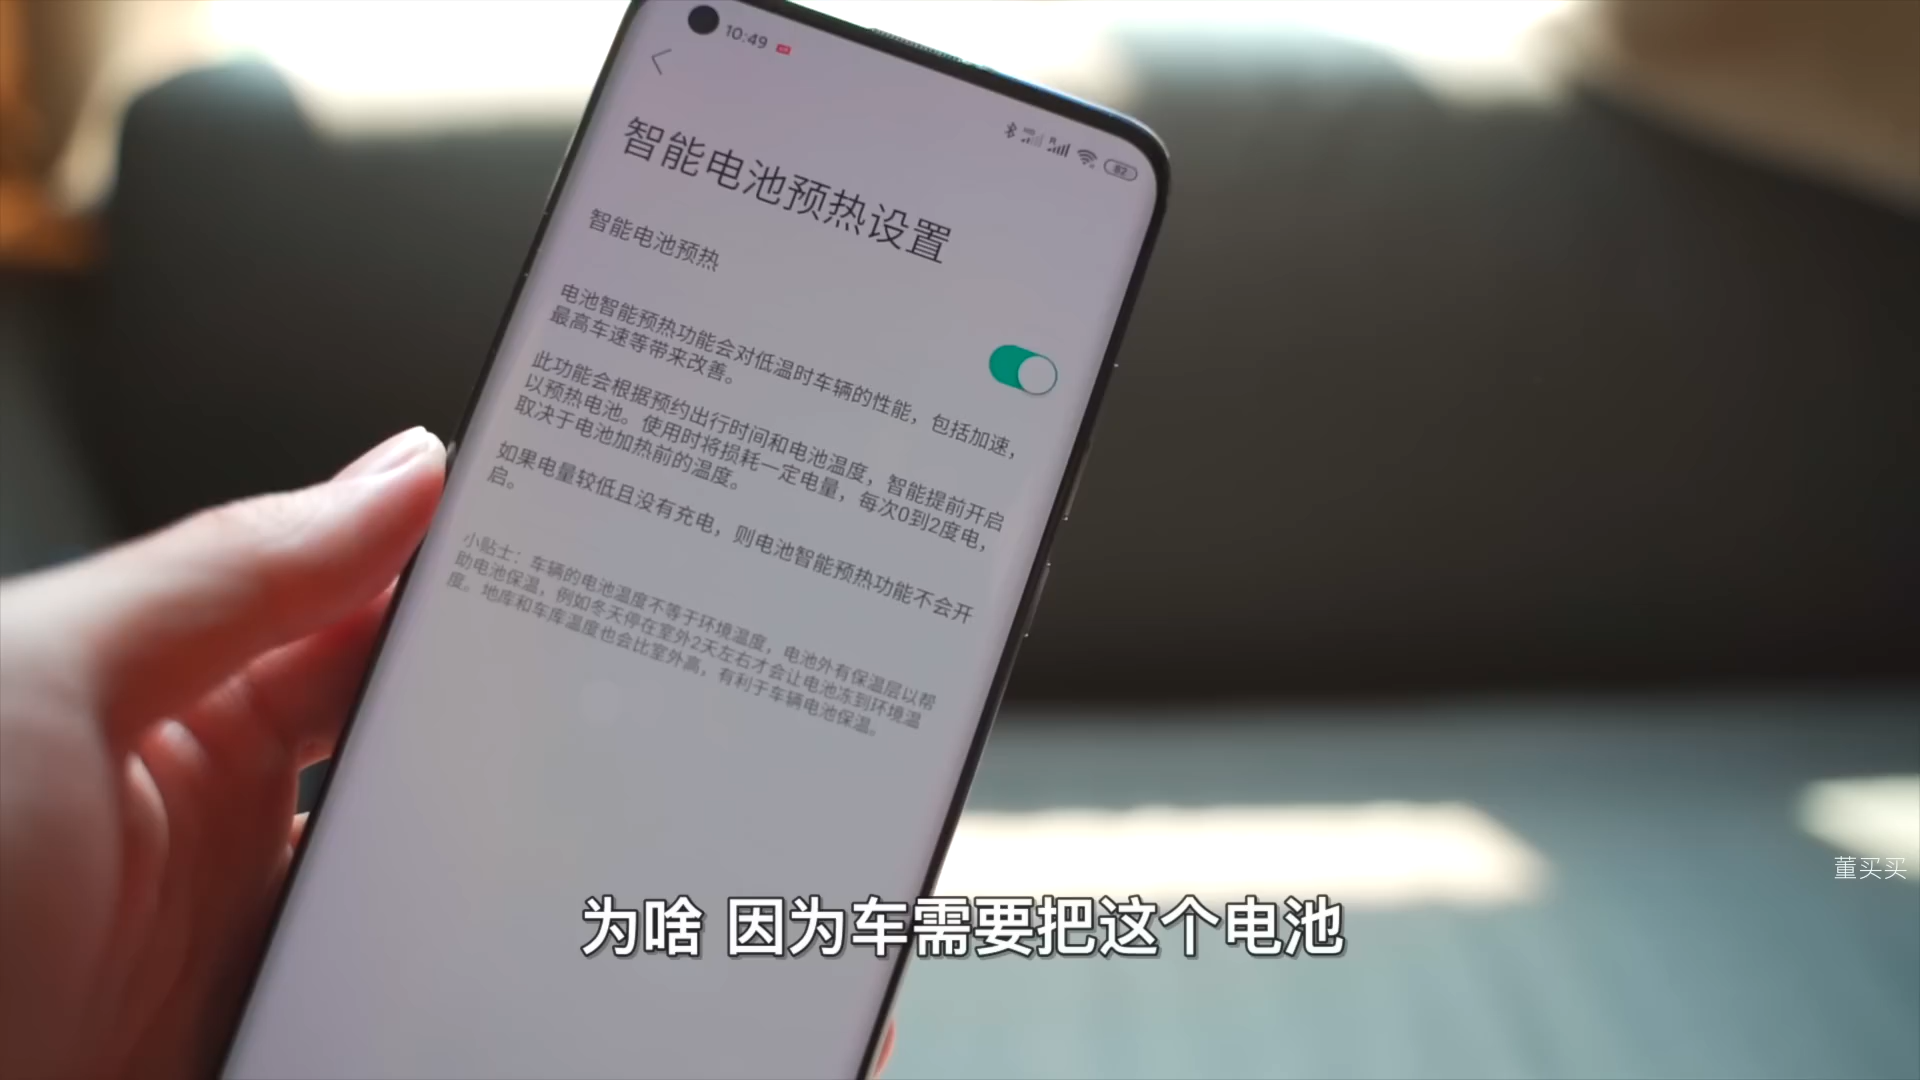 10:49
82
智能电池预热设置
智能电池预热
电池智能预热功能会对低温时车辆的性能，包括加速，
最高车速等带来改善。
此功能会根据预约出行时间和电池温度，智能提前开启
以预热电池。使用时将损耗一定电量，每次0到2度电，
取决于电池加热前的温度。
如果电量较低且没有充电，则电池智能预热功能不会开
启。
小贴士：车辆的电池温度不等于环境温度，电池外有保温层以帮
助电池保温，例如冬天停在室外2天左右才会让电池冻到环境温
度。地库和车库温度也会比室外高，有利于车辆电池保温。
董买买
为啥 因为车需要把这个电池